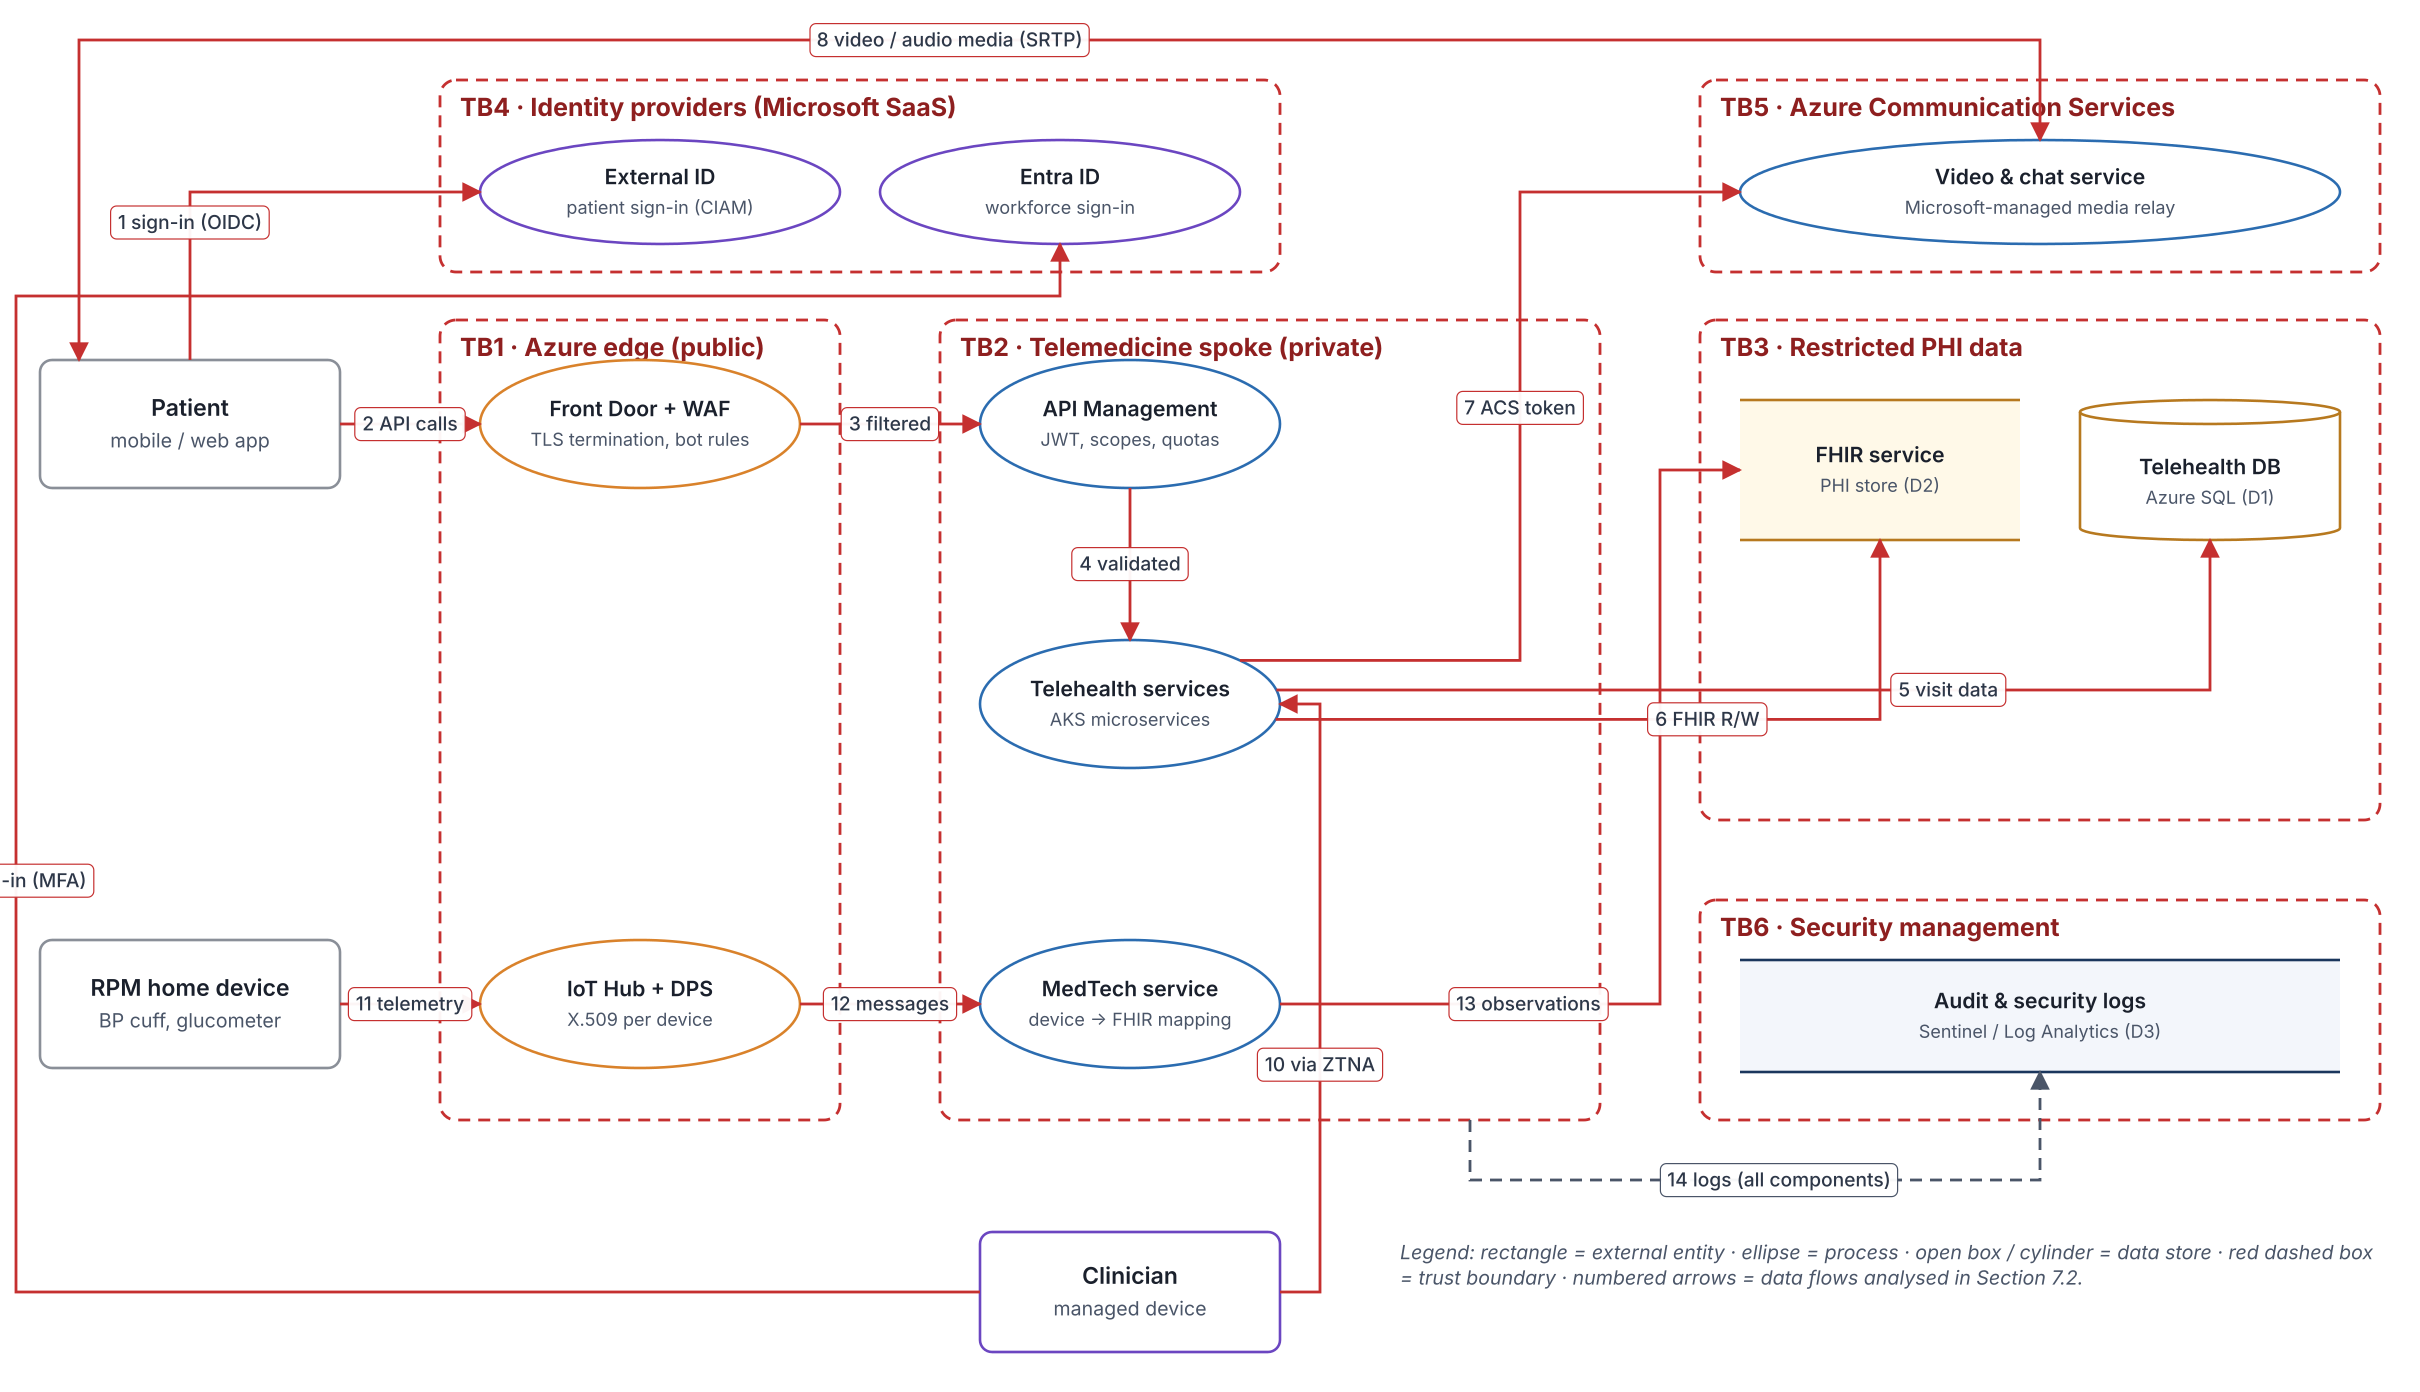 8 video / audio media (SRTP)
TB4 · Identity providers (Microsoft SaaS)
External ID
patient sign-in (CIAM)
Entra ID
workforce sign-in
TB5 · Azure Communication Services
Video & chat service
Microsoft-managed media relay
1 sign-in (OIDC)
TB1 · Azure edge (public)
TB2 · Telemedicine spoke (private)
TB3 · Restricted PHI data
Patient
mobile / web app
2 API calls
Front Door + WAF
TLS termination, bot rules
3 filtered
API Management
JWT, scopes, quotas
7 ACS token
FHIR service
PHI store (D2)
Telehealth DB
Azure SQL (D1)
4 validated
Telehealth services
AKS microservices
5 visit data
6 FHIR R/W
-in (MFA)
RPM home device
BP cuff, glucometer
11 telemetry
IoT Hub + DPS
X.509 per device
12 messages
MedTech service
device → FHIR mapping
13 observations
10 via ZTNA
TB6 · Security management
Audit & security logs
Sentinel / Log Analytics (D3)
14 logs (all components)
Clinician
managed device
Legend: rectangle = external entity · ellipse = process · open box / cylinder = data store · red dashed box
= trust boundary · numbered arrows = data flows analysed in Section 7.2.